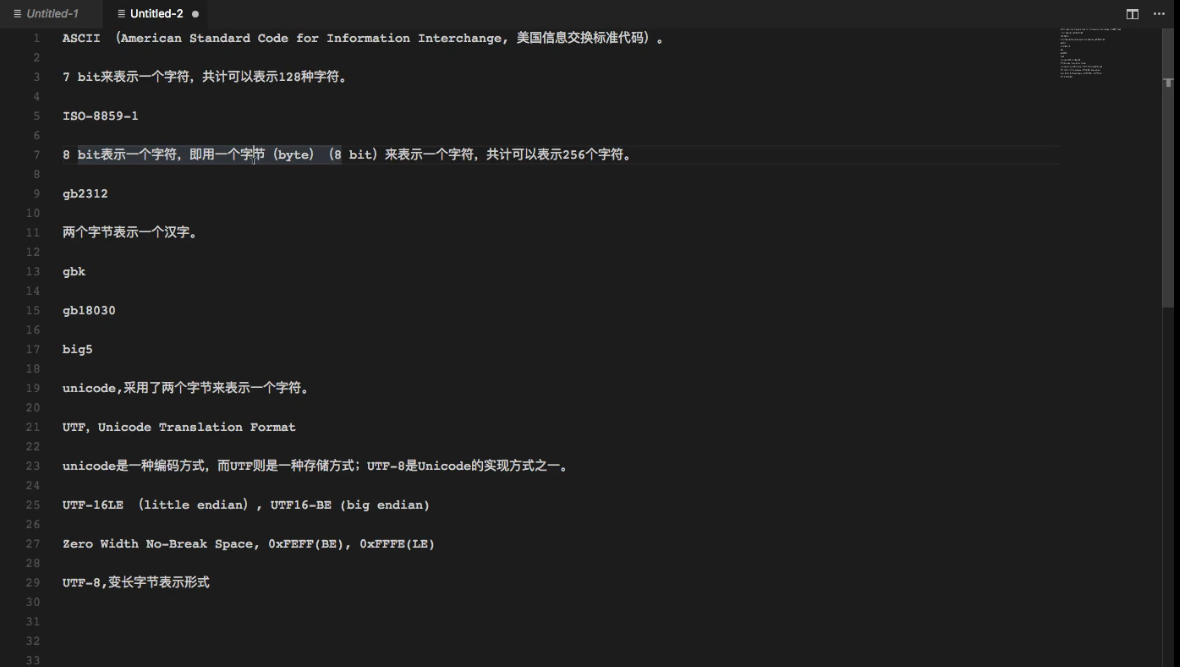 Untitled-1 Untitled-2
1 ASCII （American Standard Code for Information Interchange, 美国信息交换标准代码）。
2
3 7 bit来表示一个字符，共计可以表示128种字符。
4
5 ISO-8859-1
6
7 8 bit表示一个字符，即用一个字节（byte）（8 bit）来表示一个字符，共计可以表示256个字符。
8
9 gb2312
10
11 两个字节表示一个汉字。
12
13 gbk
14
15 gb18030
16
17 big5
18
19 unicode,采用了两个字节来表示一个字符。
20
21 UTF, Unicode Translation Format
22
23 unicode是一种编码方式，而UTF则是一种存储方式；UTF-8是Unicode的实现方式之一。
24
25 UTF-16LE （little endian）, UTF16-BE (big endian)
26
27 Zero Width No-Break Space, 0xFEFF(BE), 0xFFFE(LE)
28
29 UTF-8,变长字节表示形式
30
31
32
33